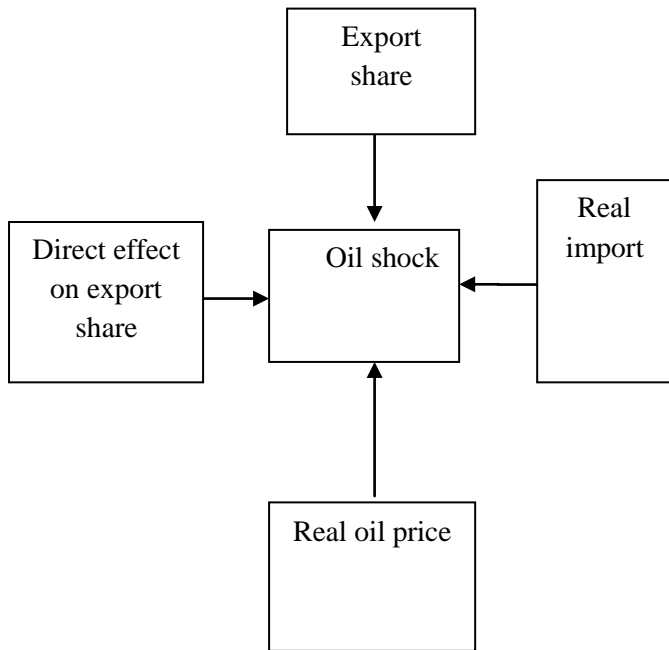 Export
share
Real
import
Direct effect
on export
share
Oil shock
Real oil price